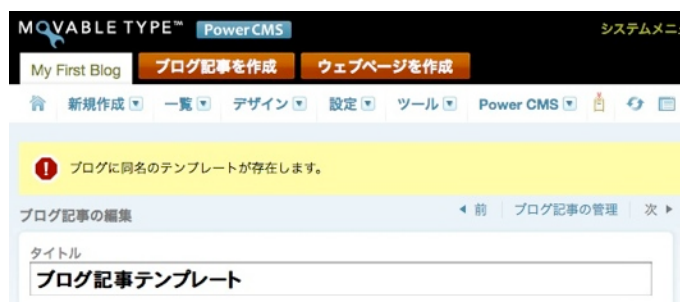 MOVABLE TYPE™ PowerCMS
システムメニ
My First Blog ブログ記事を作成 ウェブページを作成
新規作成 一覧 デザイン 設定 ツール Power CMS
ブログに同名のテンプレートが存在します。
ブログ記事の編集
前 ブログ記事の管理 次
タイトル
ブログ記事テンプレート